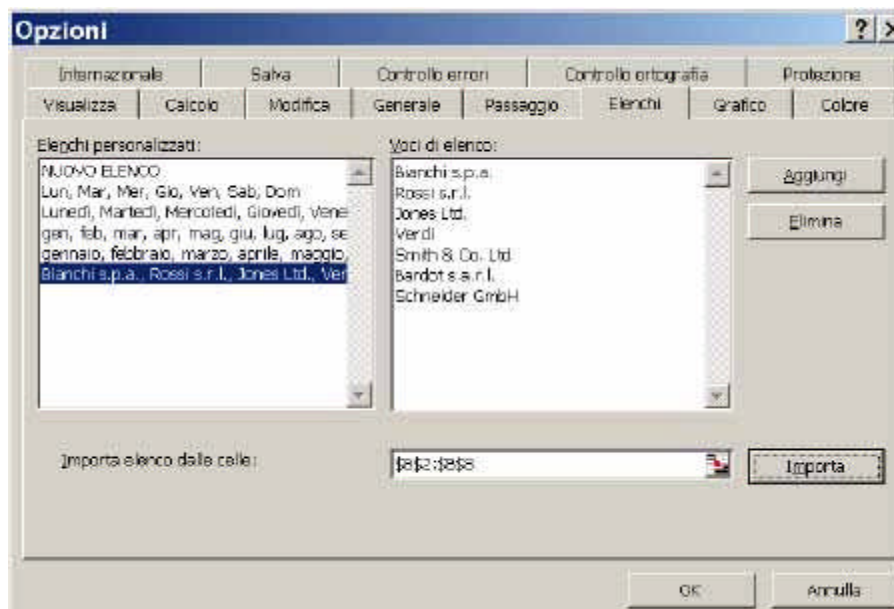 Opzioni
Internazionale Salva Controllo errori Controllo ortografia Protezione
Visualizza Calcolo Modifica Generale Passaggio Elenchi Grafico Colore
Elenchi personalizzati:
NUOVO ELENCO
Lun, Mar, Mer, Gio, Ven, Sab, Dom
Lunedì, Martedì, Mercoledì, Giovedì, Vene
gen, feb, mar, apr, mag, giu, lug, ago, se
gennaio, febbraio, marzo, aprile, maggio,
Bianchi s.p.a., Rossi s.r.l., Jones Ltd., Ver
Voci di elenco:
Bianchi s.p.a.
Rossi s.r.l.
Jones Ltd.
Verdi
Smith & Co. Ltd
Bardot s.a.r.l.
Schneider GmbH
Aggiungi
Elimina
Importa elenco dalle celle:
$B$2:$B$8
Importa
OK
Annulla